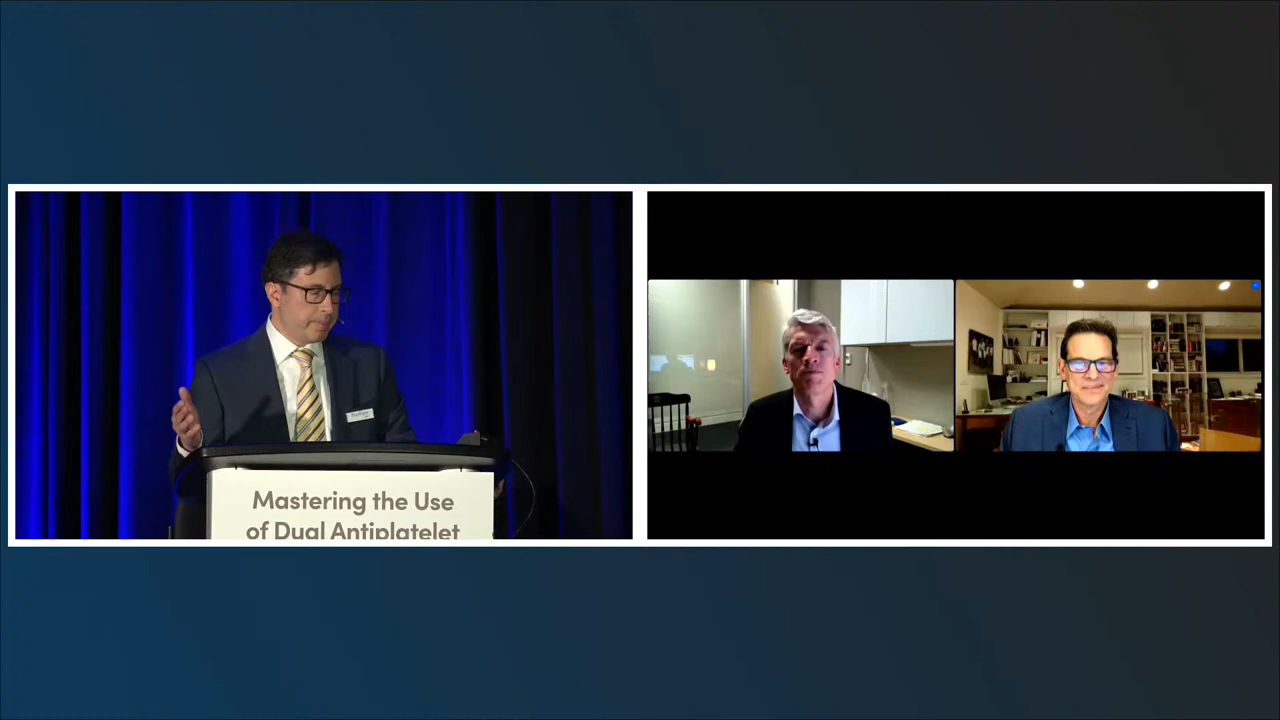 Mastering the Use
of Dual Antiplatelet